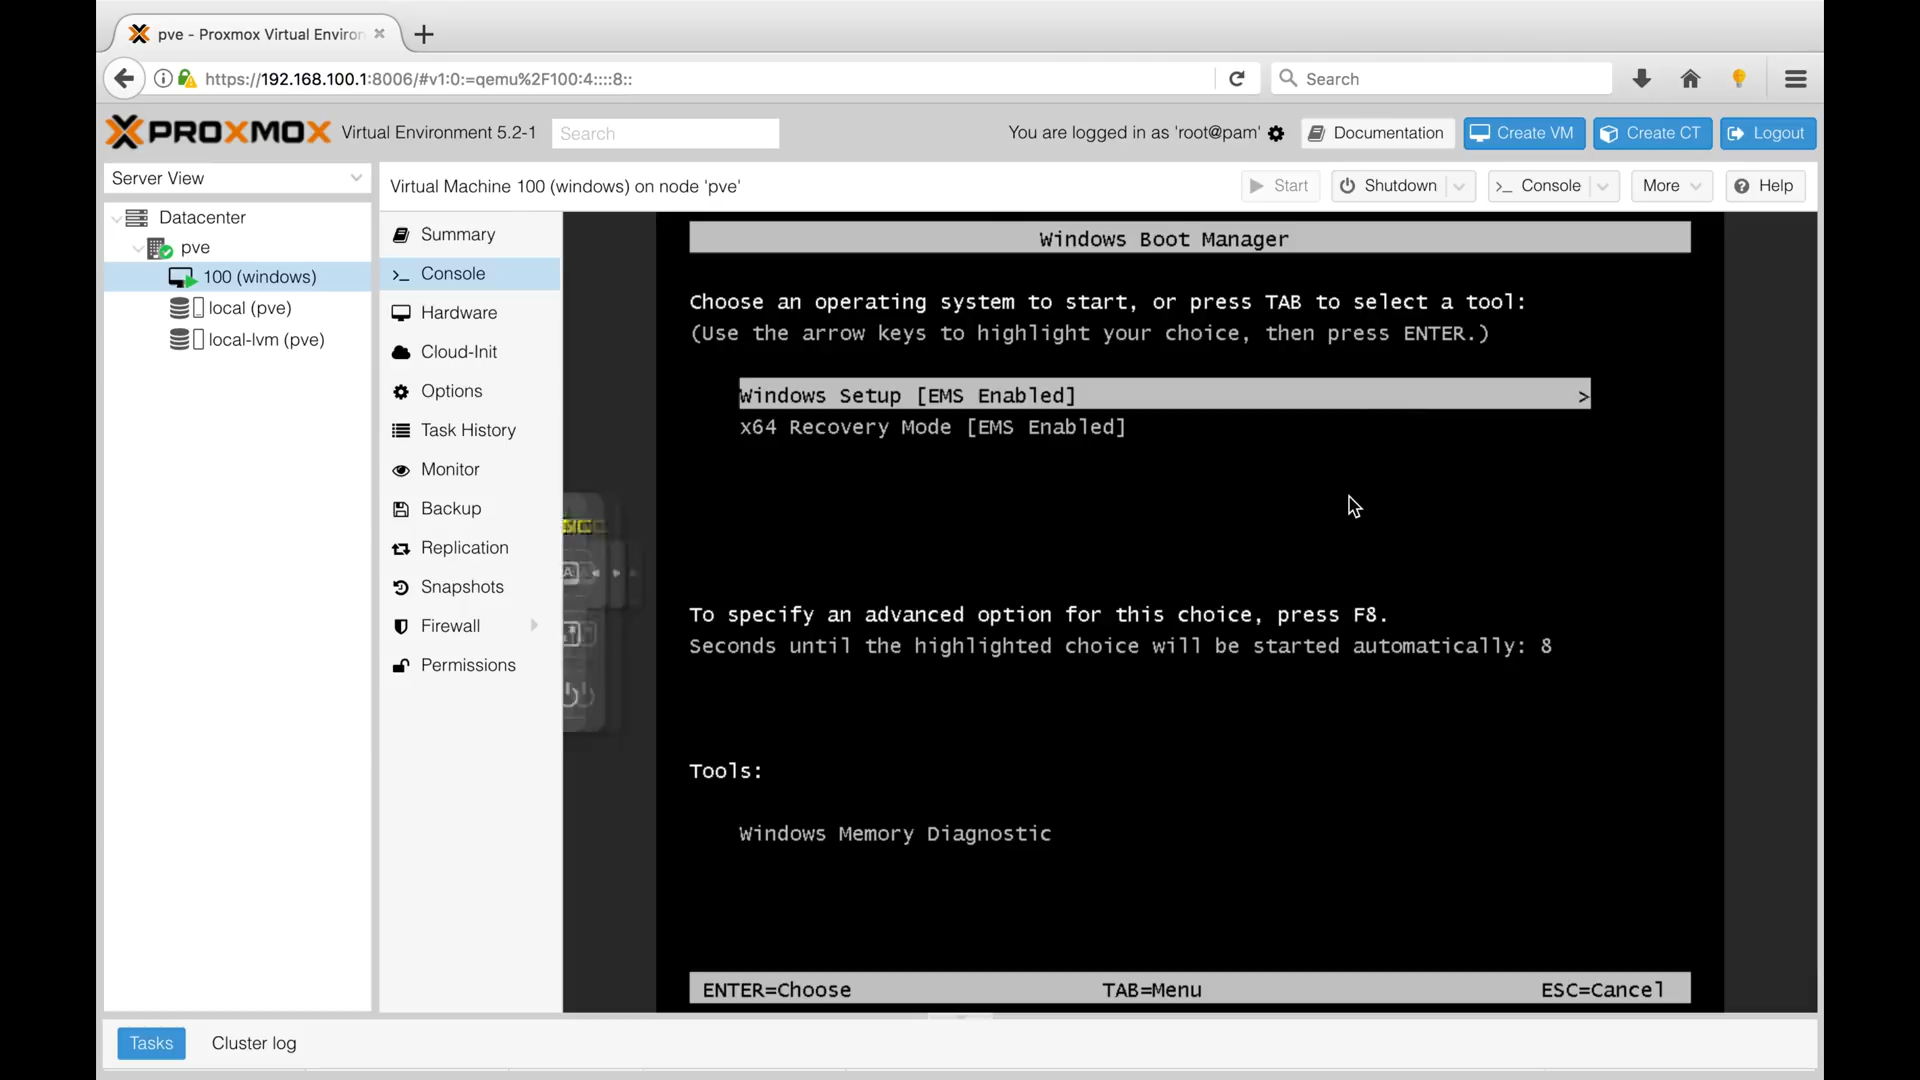 pve - Proxmox Virtual Environ
https://192.168.100.1:8006/#v1:0:=qemu%2F100:4::::8::
Search
PROXMOX Virtual Environment 5.2-1
Search
You are logged in as 'root@pam'
Documentation
Create VM
Create CT
Logout
Server View
Virtual Machine 100 (windows) on node 'pve'
Start
Shutdown
>_ Console
More
Help
Datacenter
pve
100 (windows)
local (pve)
local-lvm (pve)
Summary
>_ Console
Hardware
Cloud-Init
Options
Task History
Monitor
Backup
Replication
Snapshots
Firewall
Permissions
A
Windows Boot Manager
Choose an operating system to start, or press TAB to select a tool:
(Use the arrow keys to highlight your choice, then press ENTER.)
Windows Setup [EMS Enabled] >
x64 Recovery Mode [EMS Enabled]
To specify an advanced option for this choice, press F8.
Seconds until the highlighted choice will be started automatically: 8
Tools:
Windows Memory Diagnostic
ENTER=Choose TAB=Menu ESC=Cancel
Tasks
Cluster log